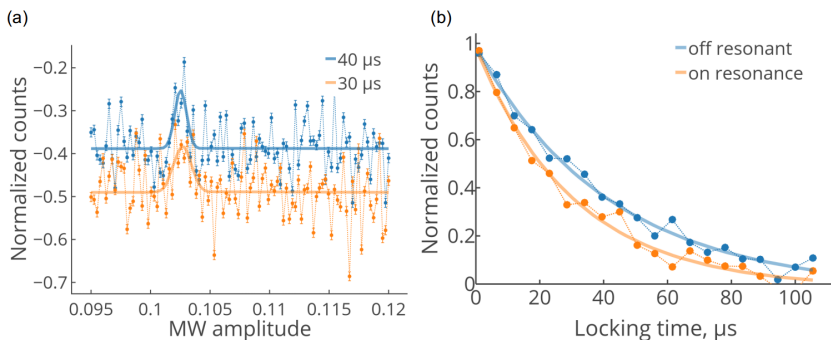 (a)
Normalized counts
−0.2
−0.3
−0.4
−0.5
−0.6
−0.7
40 µs
30 µs
0.095
0.1
0.105
0.11
0.115
0.12
MW amplitude
(b)
Normalized counts
1
0.8
0.6
0.4
0.2
0
off resonant
on resonance
0
20
40
60
80
100
Locking time, µs